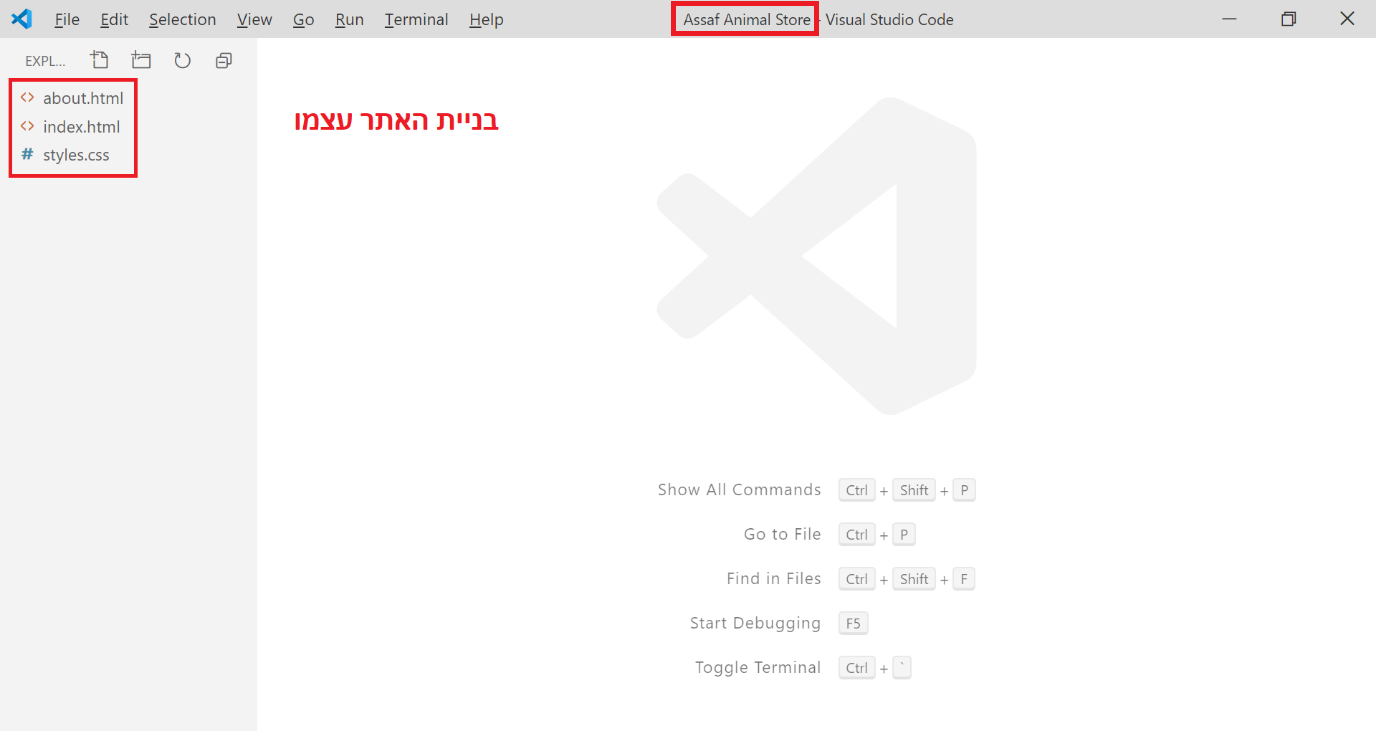 File Edit Selection View Go Run Terminal Help Assaf Animal Store - Visual Studio Code
EXPL...
about.html
index.html
styles.css
בניית האתר עצמו
Show All Commands Ctrl + Shift + P
Go to File Ctrl + P
Find in Files Ctrl + Shift + F
Start Debugging F5
Toggle Terminal Ctrl + `